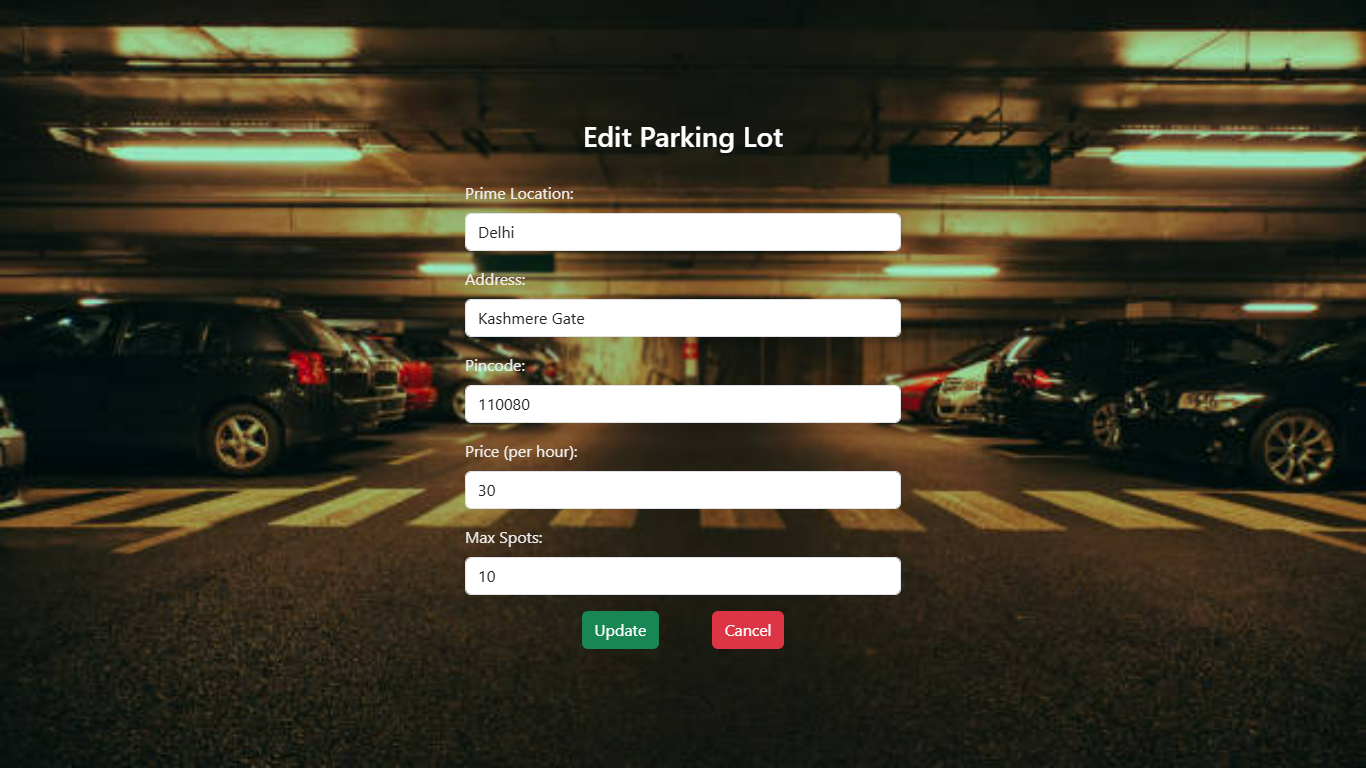 Edit Parking Lot
Prime Location:
Delhi
Address:
Kashmere Gate
Pincode:
110080
Price (per hour):
30
Max Spots:
10
Update Cancel